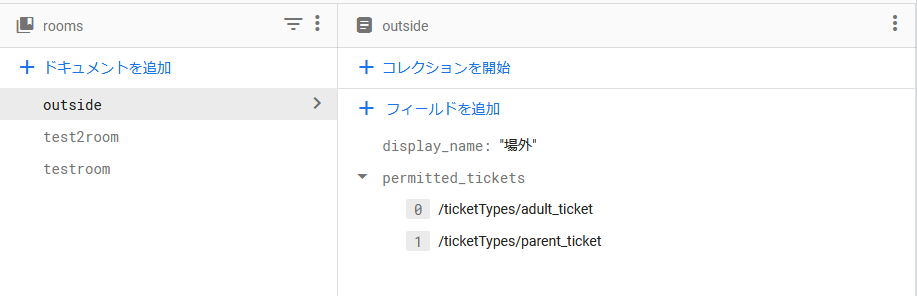 rooms
ドキュメントを追加
outside
test2room
testroom
outside
コレクションを開始
フィールドを追加
display_name: "場外"
permitted_tickets
0 /ticketTypes/adult_ticket
1 /ticketTypes/parent_ticket